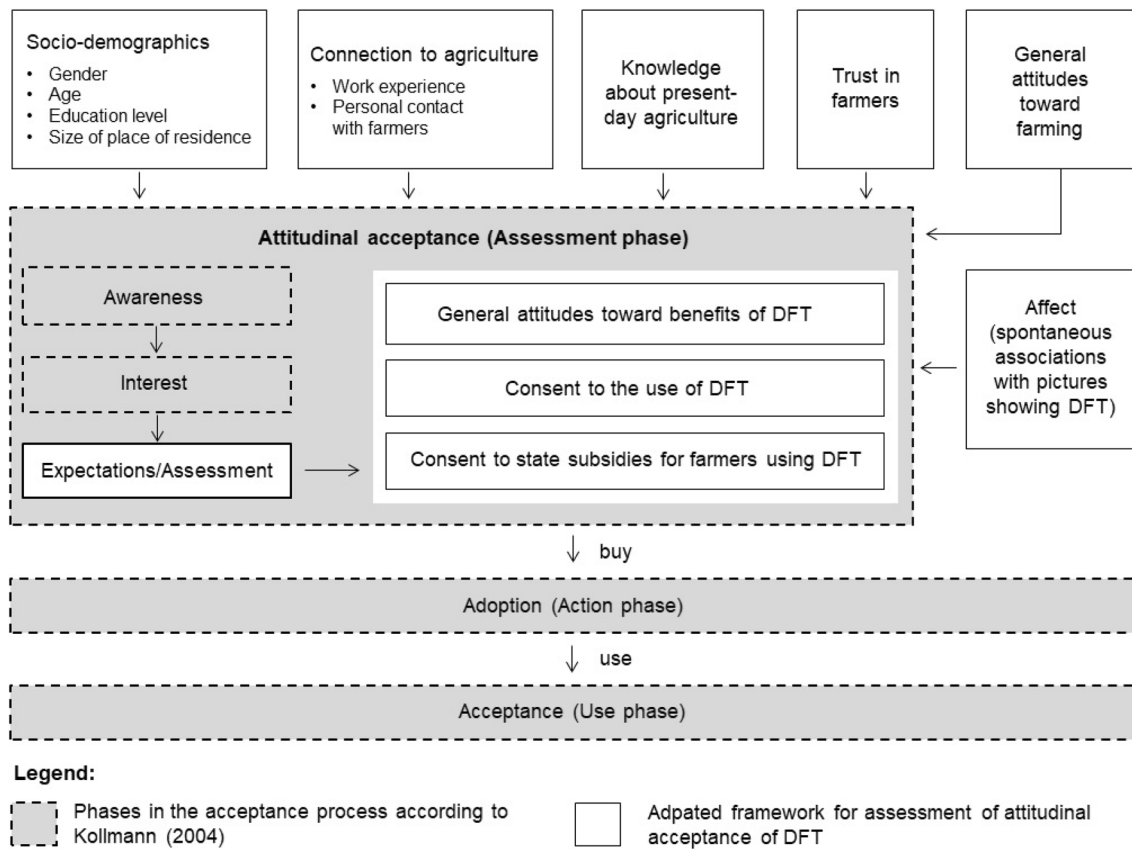 Socio-demographics
• Gender
• Age
• Education level
• Size of place of residence
Connection to agriculture
• Work experience
• Personal contact
with farmers
Knowledge
about present-
day agriculture
Trust in
farmers
General
attitudes
toward
farming
Attitudinal acceptance (Assessment phase)
Awareness
Interest
Expectations/Assessment
General attitudes toward benefits of DFT
Consent to the use of DFT
Consent to state subsidies for farmers using DFT
Affect
(spontaneous
associations
with pictures
showing DFT)
buy
Adoption (Action phase)
use
Acceptance (Use phase)
Legend:
Phases in the acceptance process according to
Kollmann (2004)
Adpated framework for assessment of attitudinal
acceptance of DFT